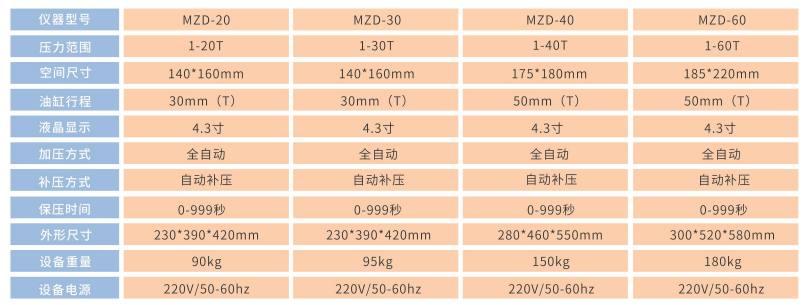 仪器型号 MZD-20 MZD-30 MZD-40 MZD-60
压力范围 1-20T 1-30T 1-40T 1-60T
空间尺寸 140*160mm 140*160mm 175*180mm 185*220mm
油缸行程 30mm（T） 30mm（T） 50mm（T） 50mm（T）
液晶显示 4.3寸 4.3寸 4.3寸 4.3寸
加压方式 全自动 全自动 全自动 全自动
补压方式 自动补压 自动补压 自动补压 自动补压
保压时间 0-999秒 0-999秒 0-999秒 0-999秒
外形尺寸 230*390*420mm 230*390*420mm 280*460*550mm 300*520*580mm
设备重量 90kg 95kg 150kg 180kg
设备电源 220V/50-60hz 220V/50-60hz 220V/50-60hz 220V/50-60hz